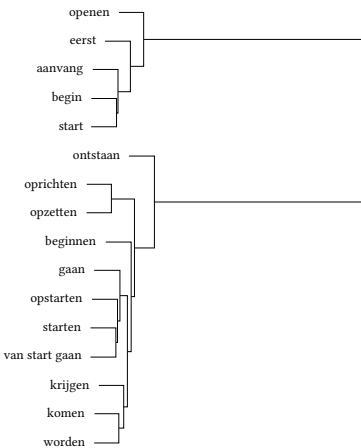 openen
eerst
aanvang
begin
start
ontstaan
oprichten
opzetten
beginnen
gaan
opstarten
starten
van start gaan
krijgen
komen
worden